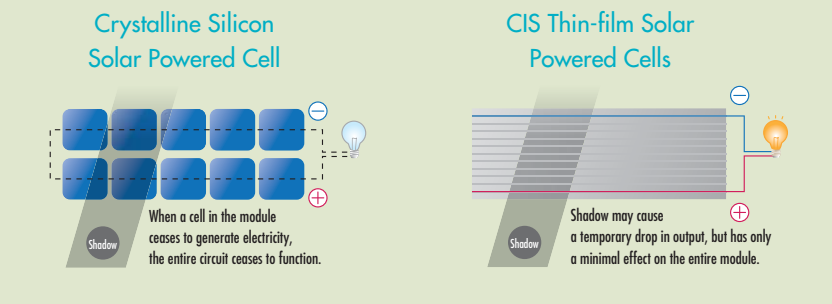 Crystalline Silicon
Solar Powered Cell
Shadow
When a cell in the module
ceases to generate electricity,
the entire circuit ceases to function.
CIS Thin-film Solar
Powered Cells
Shadow
Shadow may cause
a temporary drop in output, but has only
a minimal effect on the entire module.